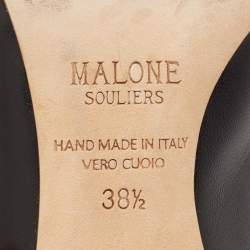 MALONE
SOULIERS
HAND MADE IN ITALY
VERO CUOIO
38½